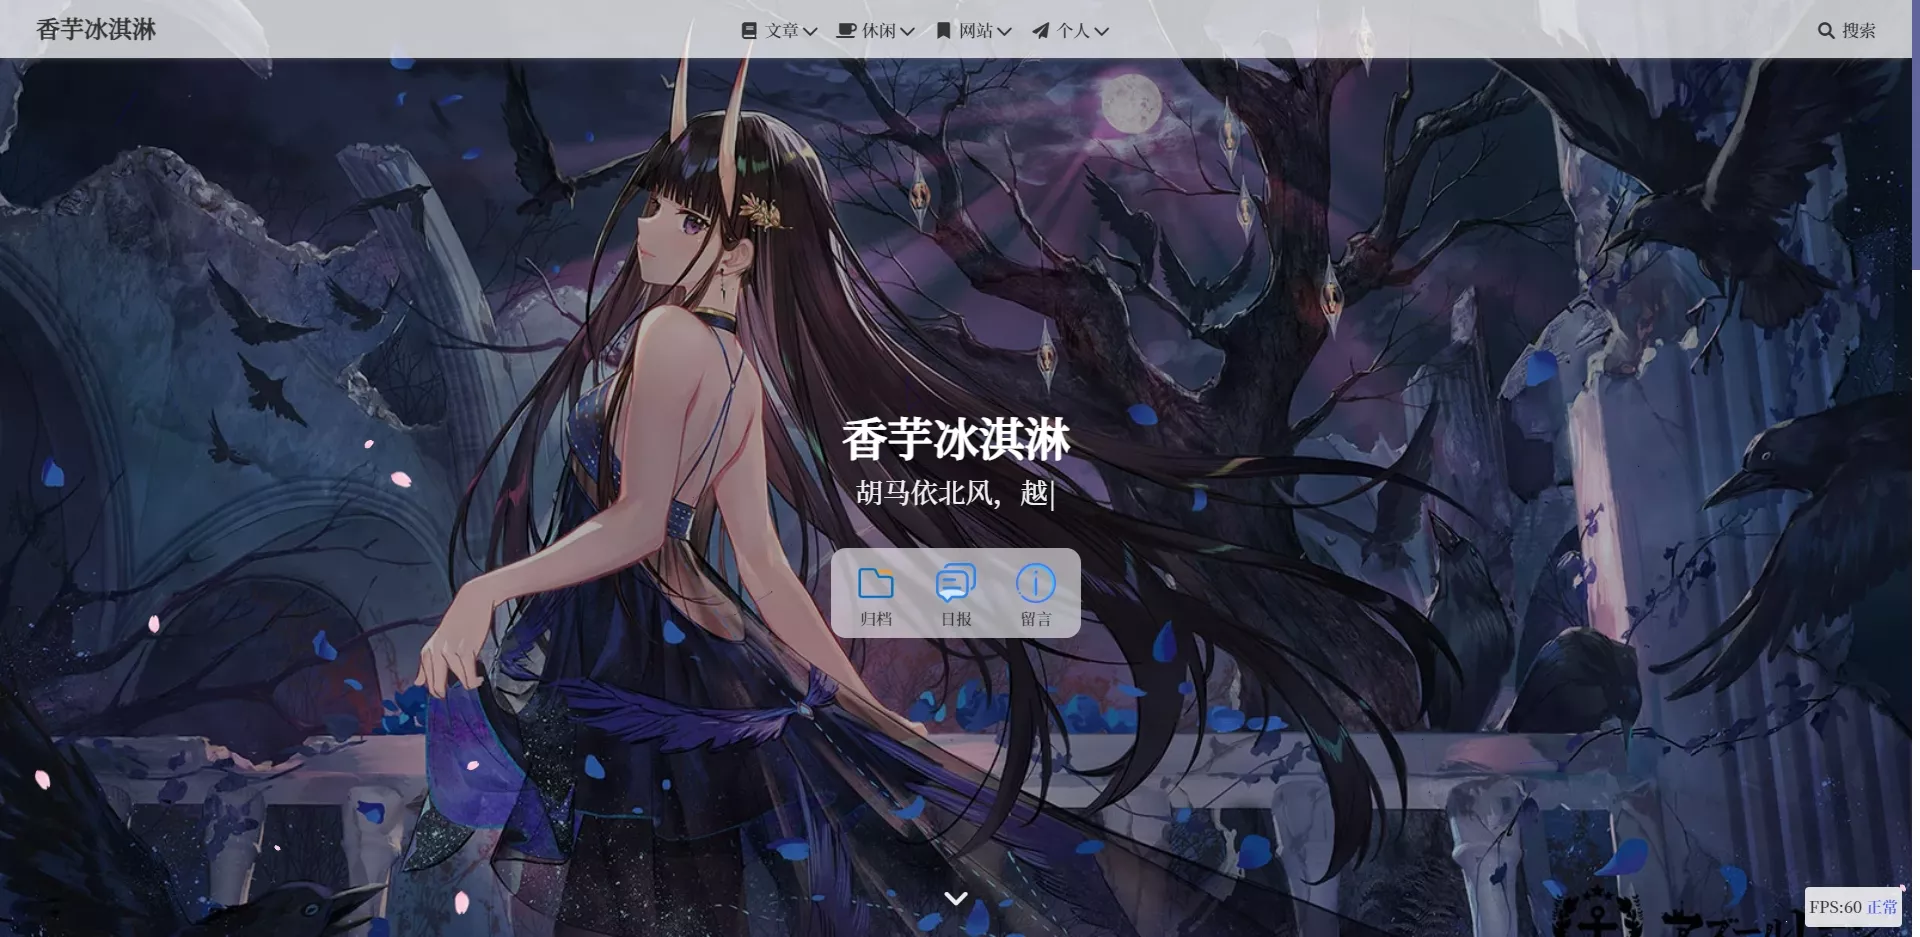 香芋冰淇淋
文章 休闲 网站 个人
搜索
香芋冰淇淋
胡马依北风，越|
归档 日报 留言
FPS:60 正常